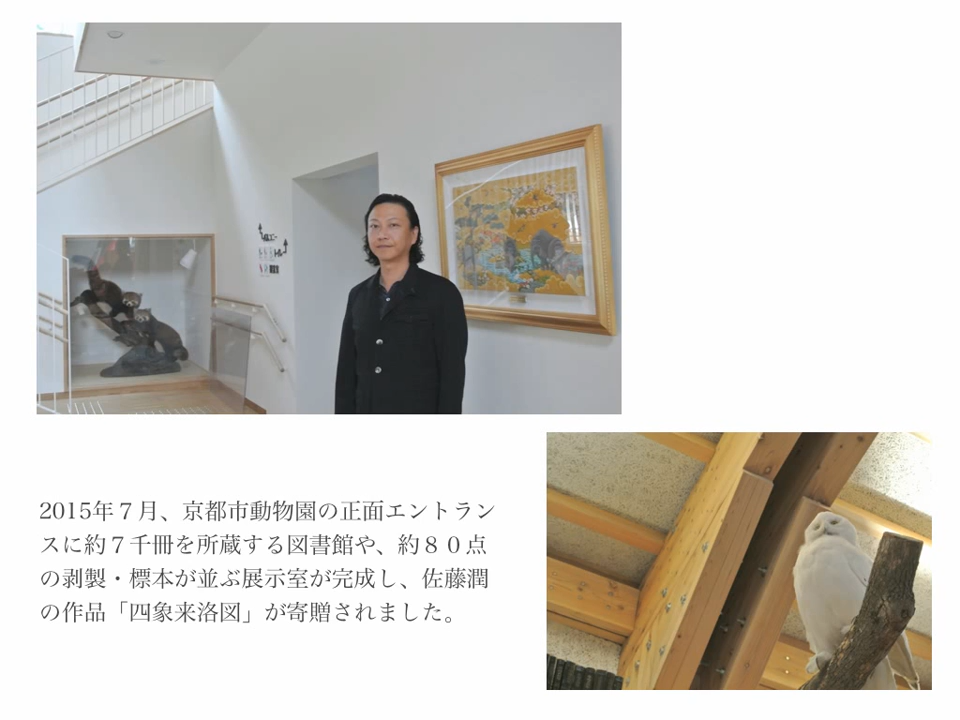 2015年７月、京都市動物園の正面エントラン
スに約７千冊を所蔵する図書館や、約８０点
の剥製・標本が並ぶ展示室が完成し、佐藤潤
の作品「四象来洛図」が寄贈されました。